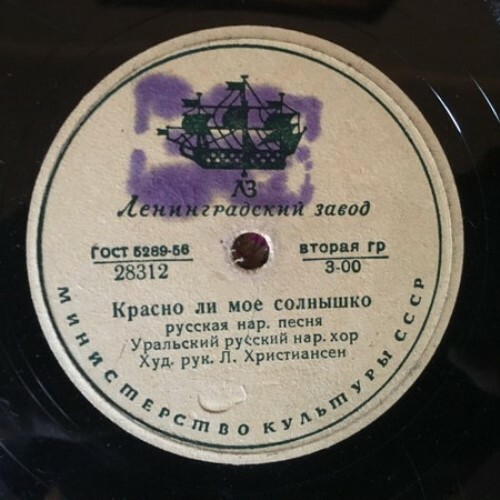 ЛЗ
Ленинградский завод
ГОСТ 5289-56
28312
вторая гр
3-00
Красно ли мое солнышко
русская нар. песня
Уральский русский нар. хор
Худ. рук. Л. Христиансен
МИНИСТЕРСТВО КУЛЬТУРЫ СССР